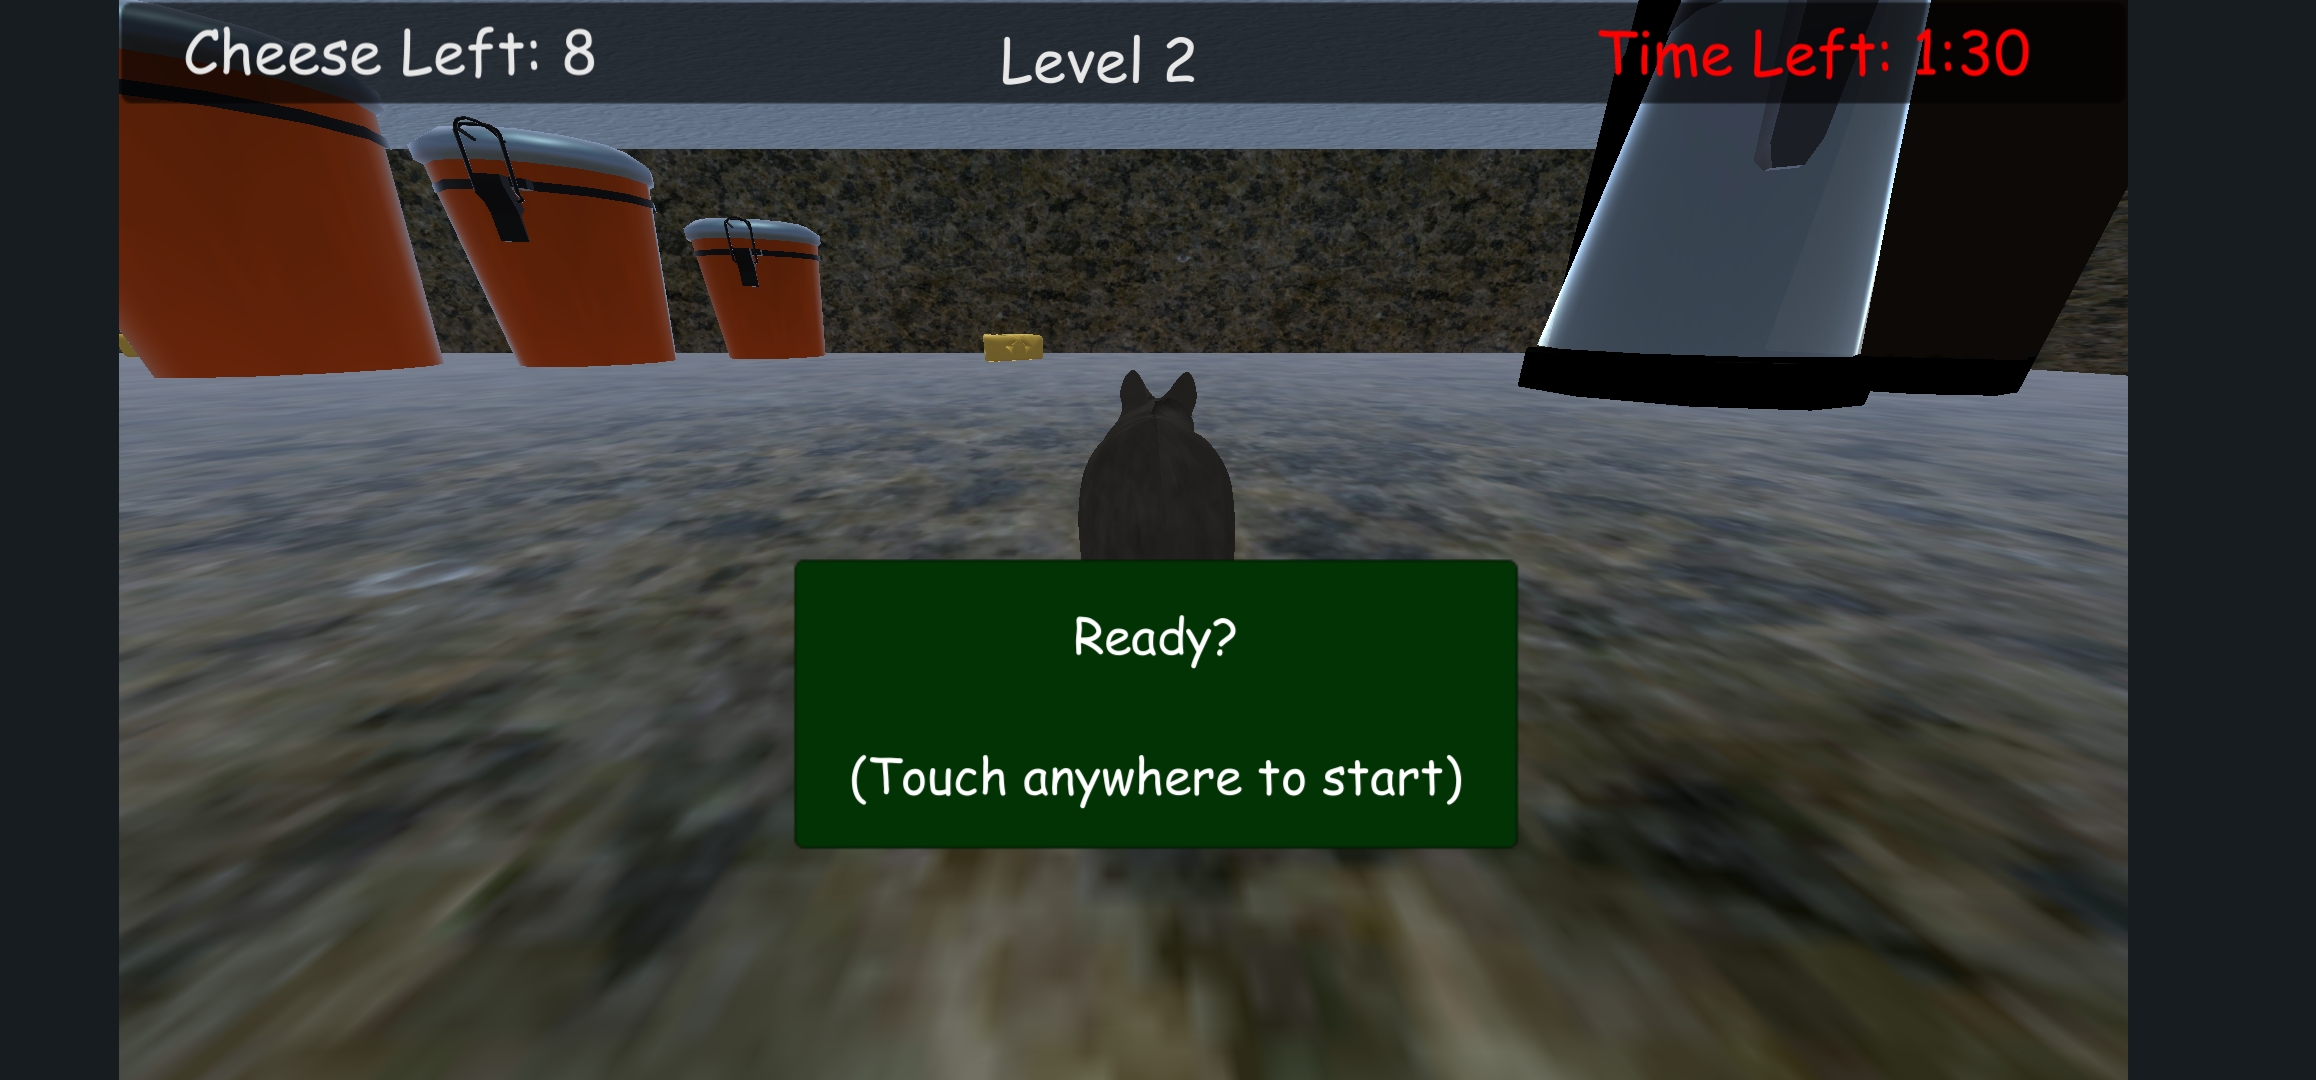 Cheese Left: 8
Level 2
Time Left: 1:30
Ready?
(Touch anywhere to start)